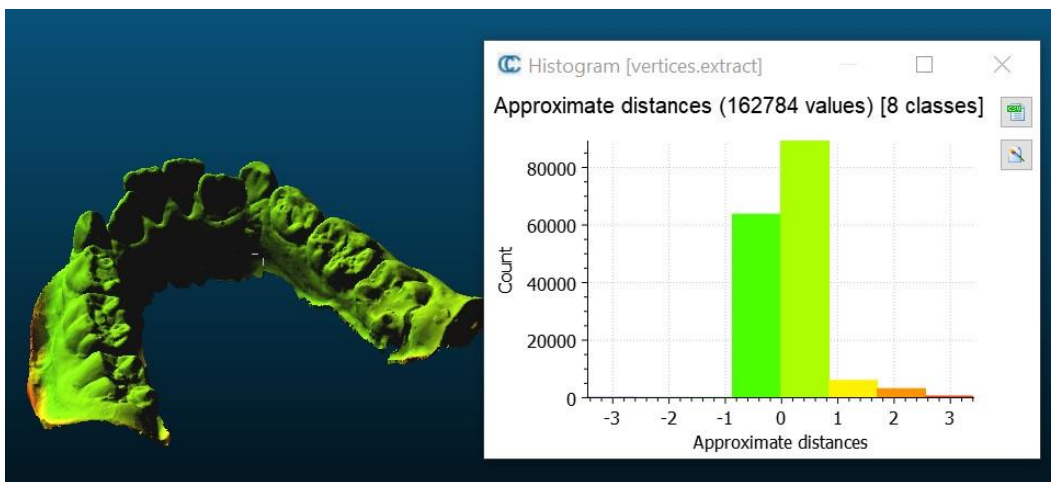 Histogram [vertices.extract]
Approximate distances (162784 values) [8 classes]
CSV
80000
60000
40000
20000
0
Count
-3 -2 -1 0 1 2 3
Approximate distances